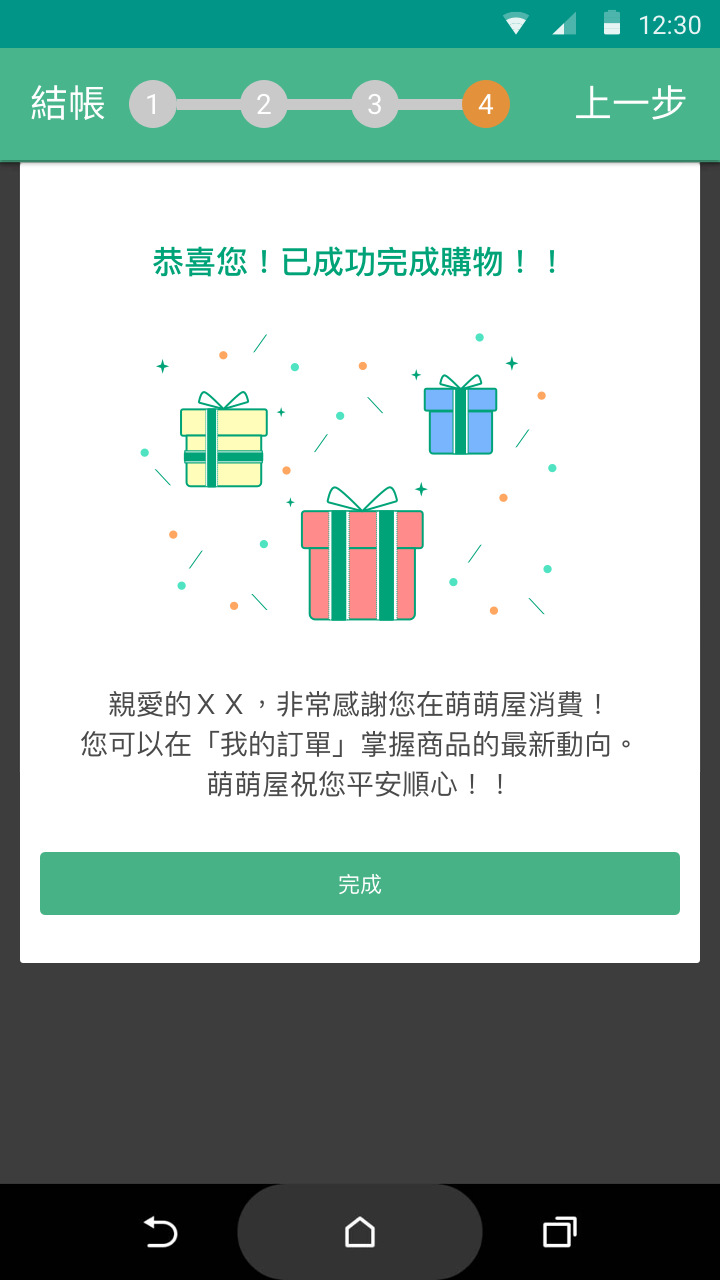 12:30
結帳 1 2 3 4 上一步
恭喜您！已成功完成購物！！
親愛的ＸＸ，非常感謝您在萌萌屋消費！
您可以在「我的訂單」掌握商品的最新動向。
萌萌屋祝您平安順心！！
完成